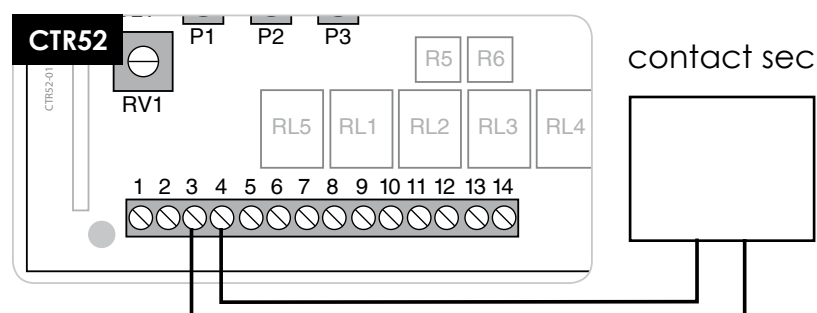 CTR52
P1 P2 P3
CTR52-01
RV1
R5 R6
contact sec
RL5 RL1 RL2 RL3 RL4
1 2 3 4 5 6 7 8 9 10 11 12 13 14